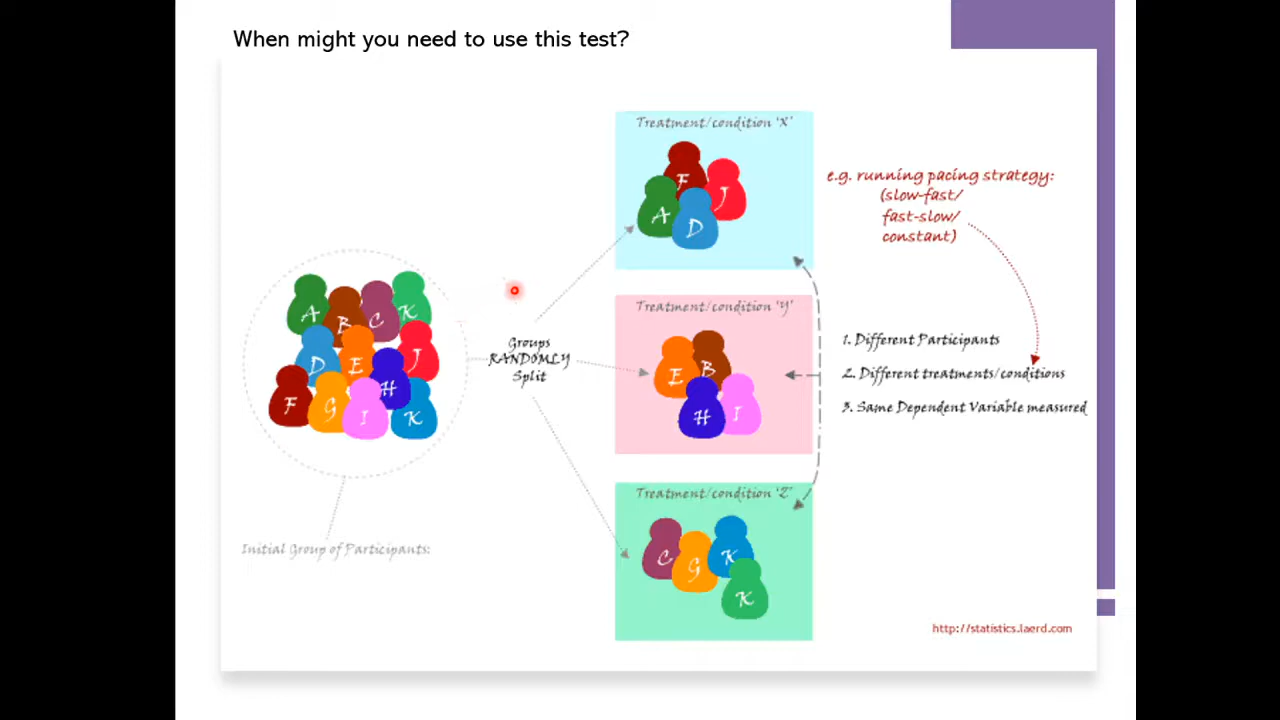 When might you need to use this test?
Treatment/condition 'X'
F
J
A
D
e.g. running pacing strategy:
(slow-fast/
fast-slow/
constant)
A
B
C
K
D
E
J
H
F
G
I
K
Groups
RANDOMLY
Split
Treatment/condition 'Y'
E
B
H
I
1. Different Participants
2. Different treatments/conditions
3. Same Dependent Variable measured
Treatment/condition 'Z'
C
G
K
K
Initial Group of Participants:
http://statistics.laerd.com